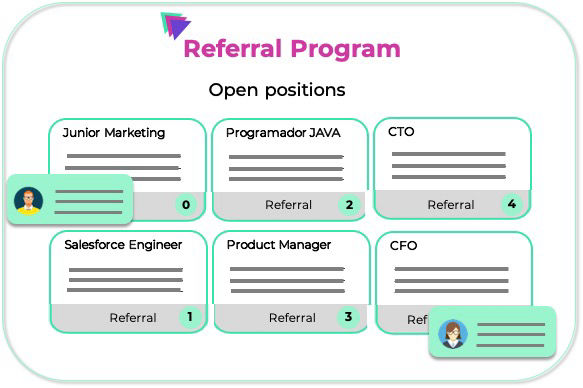 Referral Program
Open positions
Junior Marketing
Programador JAVA
CTO
0
Referral 2
Referral 4
Salesforce Engineer
Product Manager
CFO
Referral 1
Referral 3
Ref